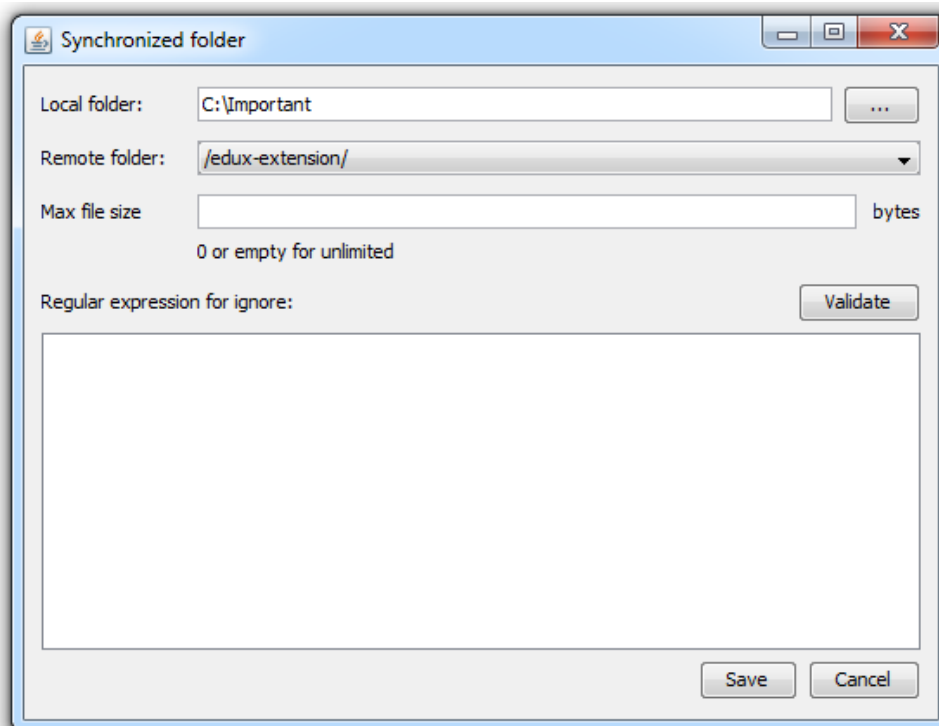 Synchronized folder
Local folder: C:\Important ...
Remote folder: /edux-extension/
Max file size bytes
0 or empty for unlimited
Regular expression for ignore: Validate
Save Cancel